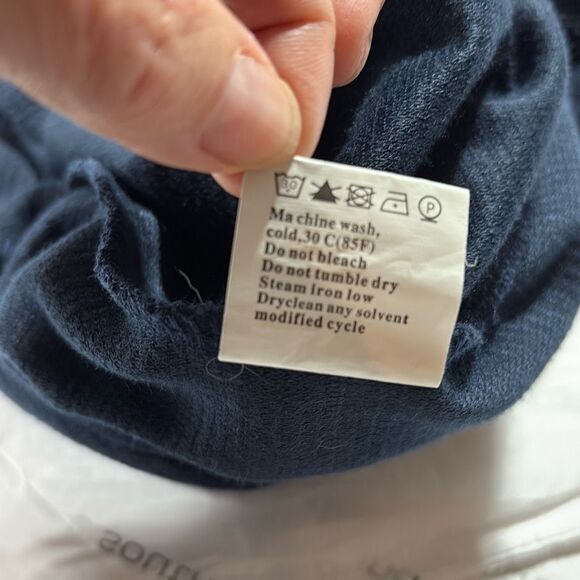 30
P
Ma chine wash,
cold,30 C(85F)
Do not bleach
Do not tumble dry
Steam iron low
Dryclean any solvent
modified cycle